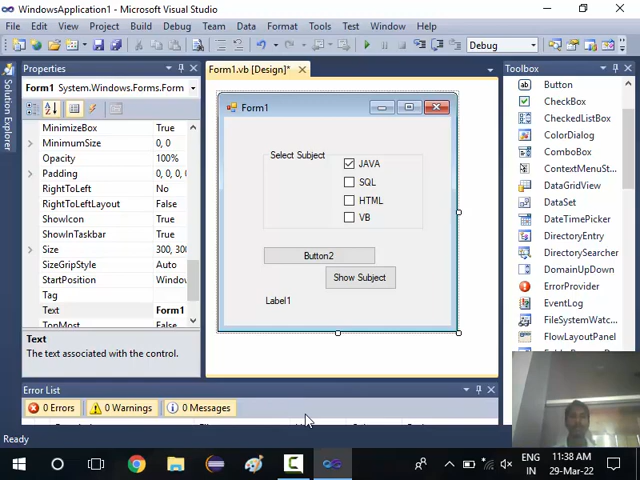 WindowsApplication1 - Microsoft Visual Studio
File Edit View Project Build Debug Team Data Format Tools Test Window Help
Debug
Solution Explorer
Properties
Form1 System.Windows.Forms.Form
MinimizeBox True
MinimumSize 0, 0
Opacity 100%
Padding 0, 0, 0,
RightToLeft No
RightToLeftLayout False
ShowIcon True
ShowInTaskbar True
Size 300, 300
SizeGripStyle Auto
StartPosition Window
Tag
Text Form1
TopMost False
Text
The text associated with the control.
Form1.vb [Design]*
Form1
Select Subject
JAVA
SQL
HTML
VB
Button2
Show Subject
Label1
Toolbox
Button
CheckBox
CheckedListBox
ColorDialog
ComboBox
ContextMenuSt...
DataGridView
DataSet
DateTimePicker
DirectoryEntry
DirectorySearcher
DomainUpDown
ErrorProvider
EventLog
FileSystemWatch...
FlowLayoutPanel
Error List
0 Errors 0 Warnings 0 Messages
Ready
ENG
IN
11:38 AM
29-Mar-22